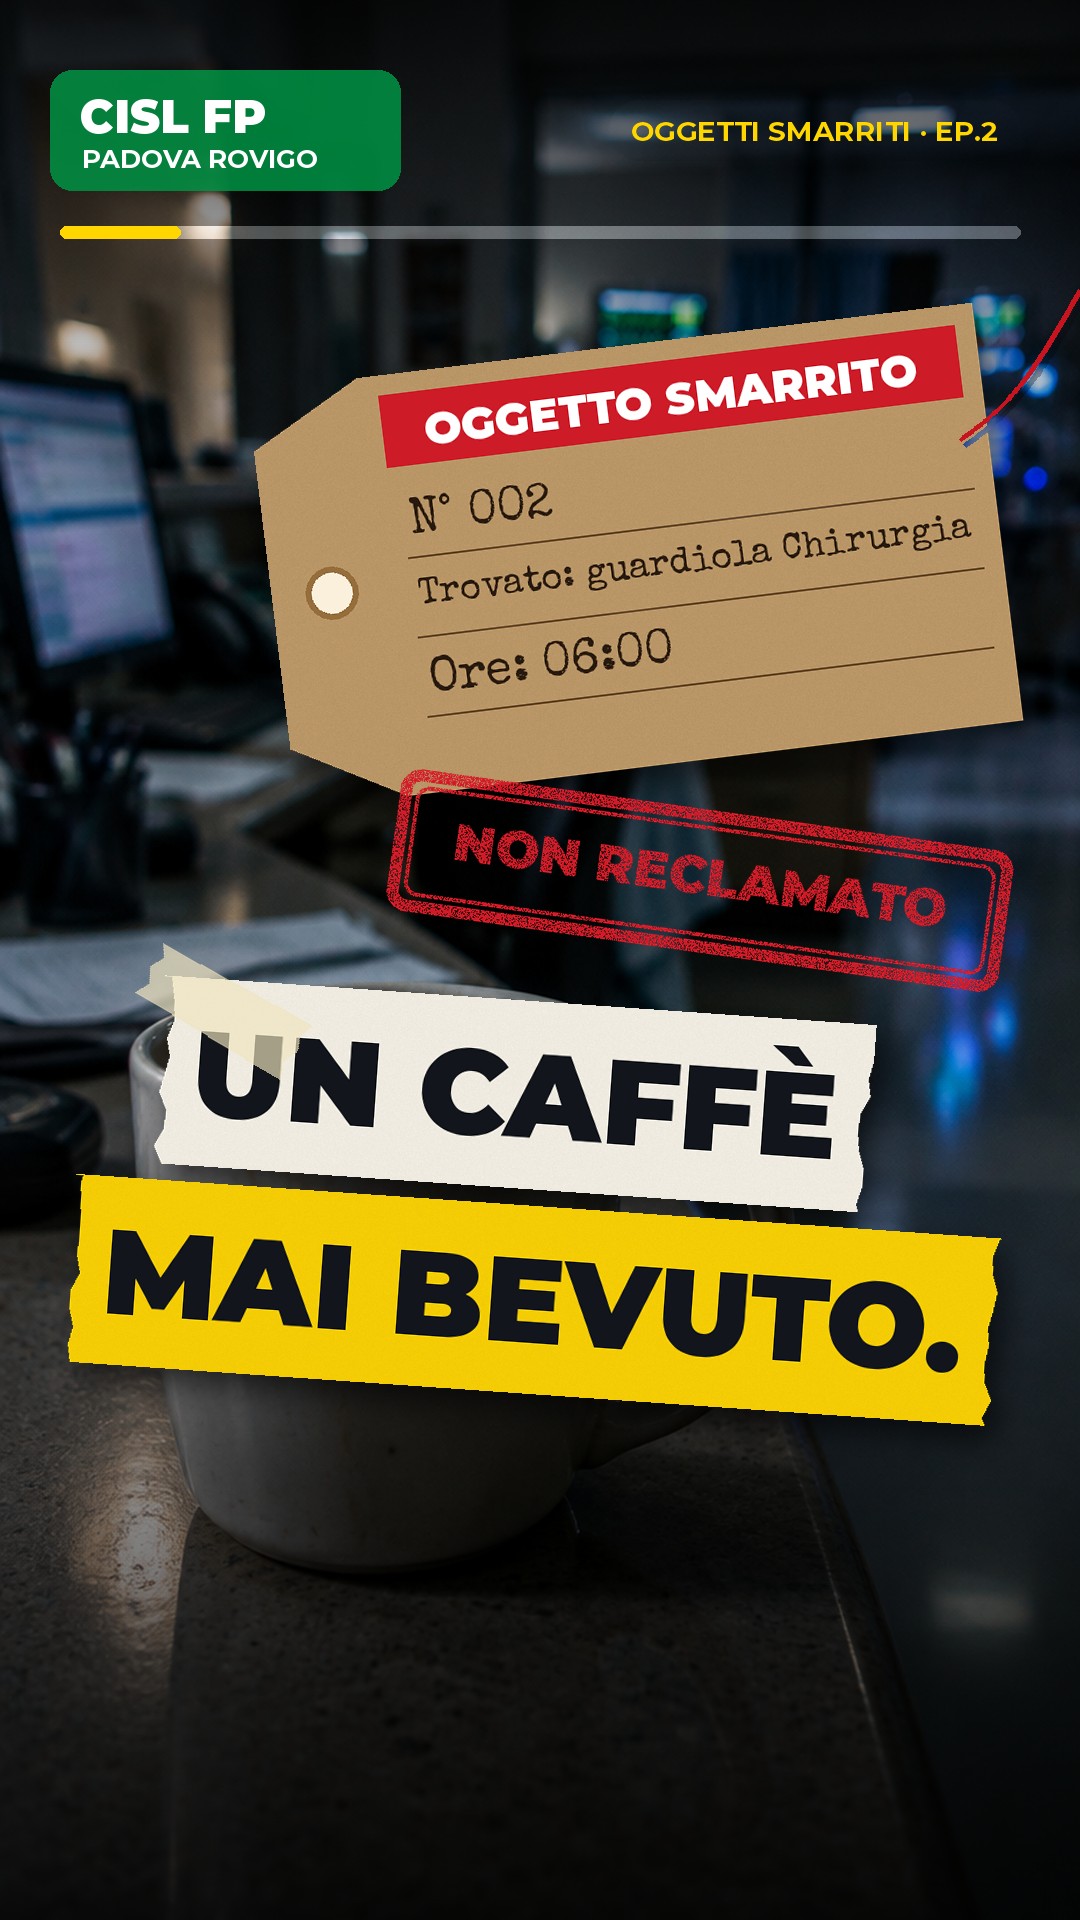 CISL FP
PADOVA ROVIGO
OGGETTI SMARRITI · EP.2
OGGETTO SMARRITO
N° 002
Trovato: guardiola Chirurgia
Ore: 06:00
NON RECLAMATO
UN CAFFÈ
MAI BEVUTO.